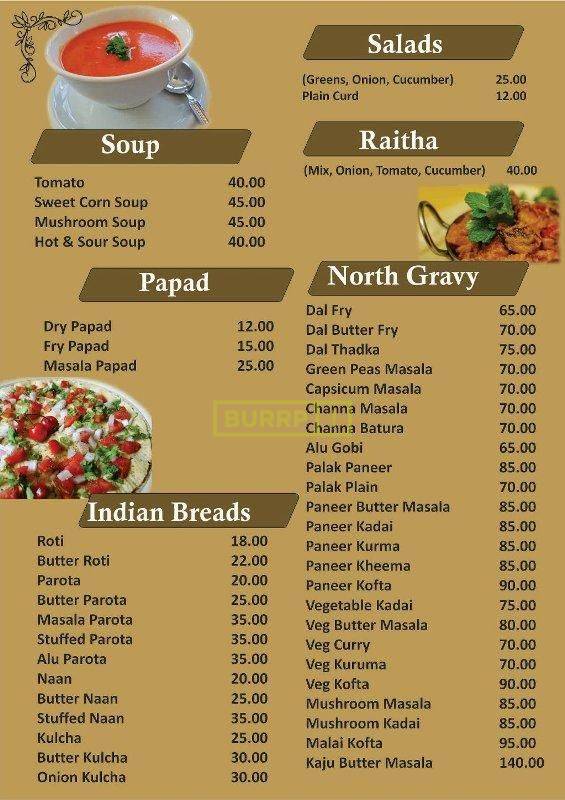 Soup
Tomato 40.00
Sweet Corn Soup 45.00
Mushroom Soup 45.00
Hot & Sour Soup 40.00
Papad
Dry Papad 12.00
Fry Papad 15.00
Masala Papad 25.00
Indian Breads
Roti 18.00
Butter Roti 22.00
Parota 20.00
Butter Parota 25.00
Masala Parota 35.00
Stuffed Parota 35.00
Alu Parota 35.00
Naan 20.00
Butter Naan 25.00
Stuffed Naan 35.00
Kulcha 25.00
Butter Kulcha 30.00
Onion Kulcha 30.00
Salads
(Greens, Onion, Cucumber) 25.00
Plain Curd 12.00
Raitha
(Mix, Onion, Tomato, Cucumber) 40.00
North Gravy
Dal Fry 65.00
Dal Butter Fry 70.00
Dal Thadka 75.00
Green Peas Masala 70.00
Capsicum Masala 70.00
Channa Masala 70.00
Channa Batura 70.00
Alu Gobi 65.00
Palak Paneer 85.00
Palak Plain 70.00
Paneer Butter Masala 85.00
Paneer Kadai 85.00
Paneer Kurma 85.00
Paneer Kheema 85.00
Paneer Kofta 90.00
Vegetable Kadai 75.00
Veg Butter Masala 80.00
Veg Curry 70.00
Veg Kuruma 70.00
Veg Kofta 90.00
Mushroom Masala 85.00
Mushroom Kadai 85.00
Malai Kofta 95.00
Kaju Butter Masala 140.00